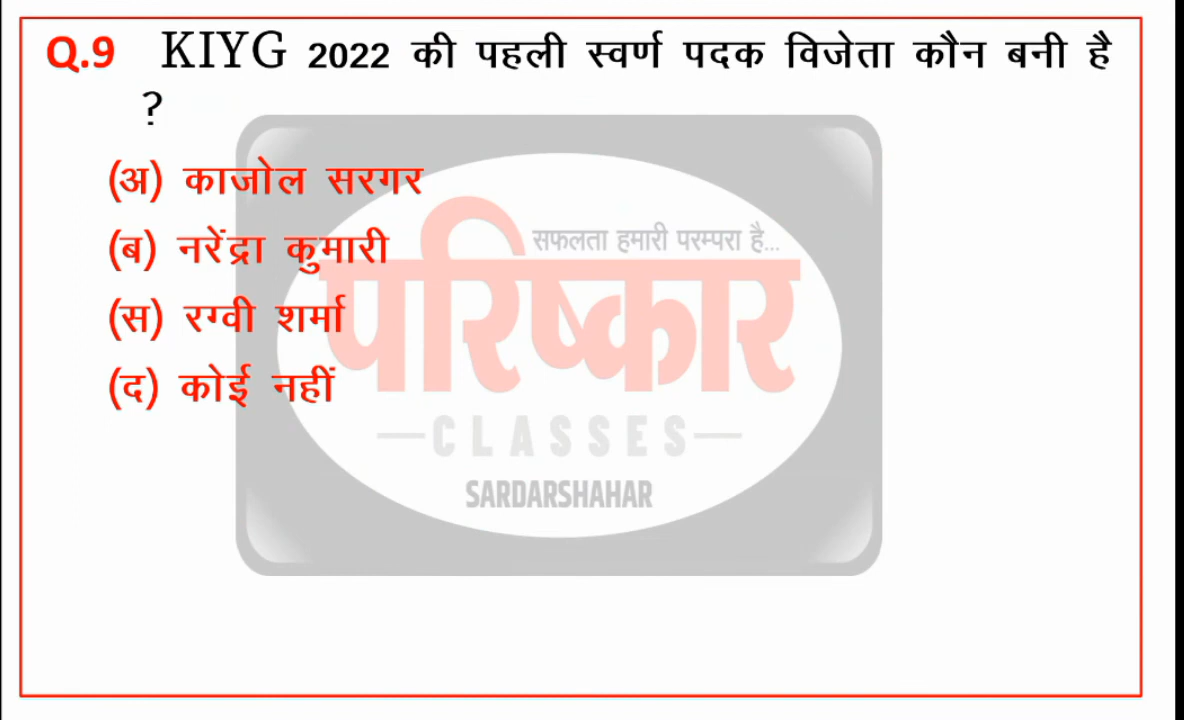 Q.9 KIYG 2022 की पहली स्वर्ण पदक विजेता कौन बनी है
?
(अ) काजोल सरगर
(ब) नरेंद्रा कुमारी
(स) रग्वी शर्मा
(द) कोई नहीं
सफलता हमारी परम्परा है...
परिष्कार
CLASSES
SARDARSHAHAR